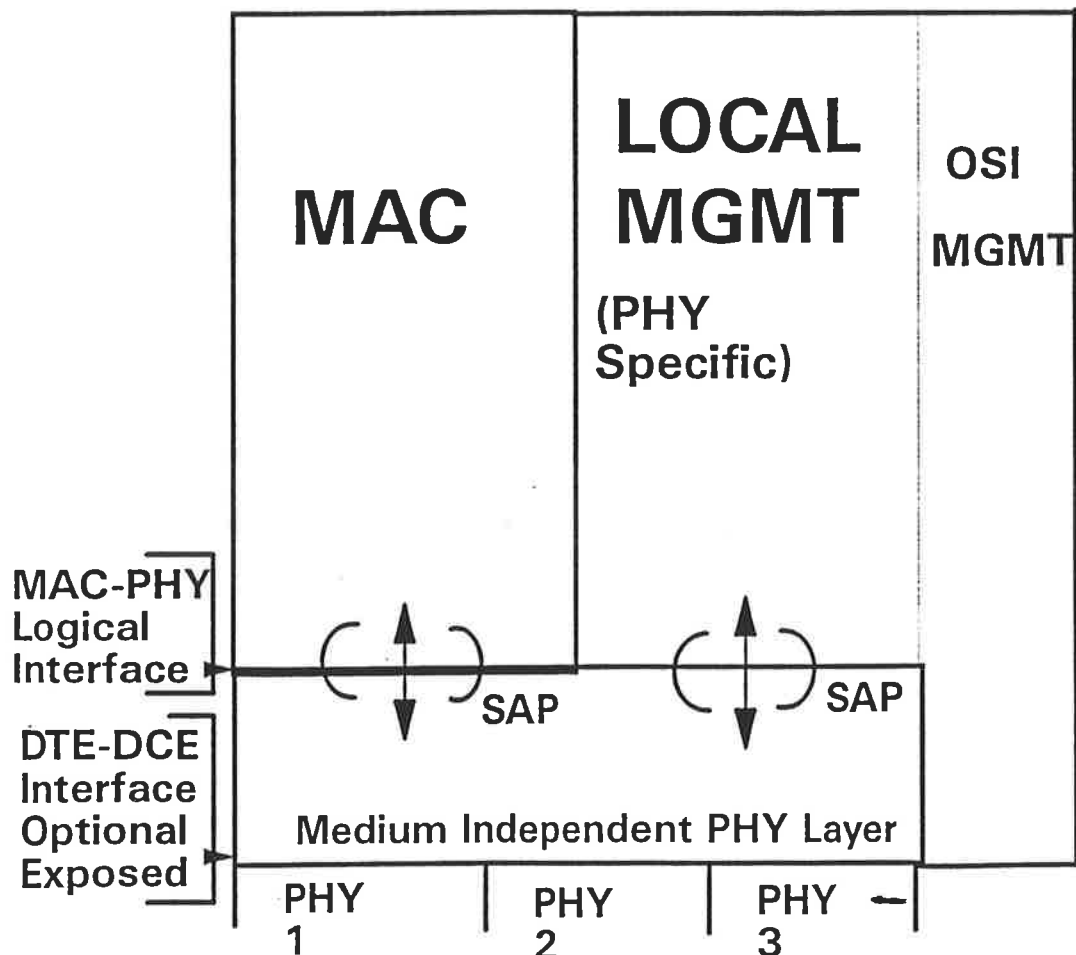 MAC
LOCAL
MGMT
(PHY
Specific)
OSI
MGMT
MAC-PHY
Logical
Interface
SAP
SAP
DTE-DCE
Interface
Optional
Exposed
Medium Independent PHY Layer
PHY
1
PHY
2
PHY
3